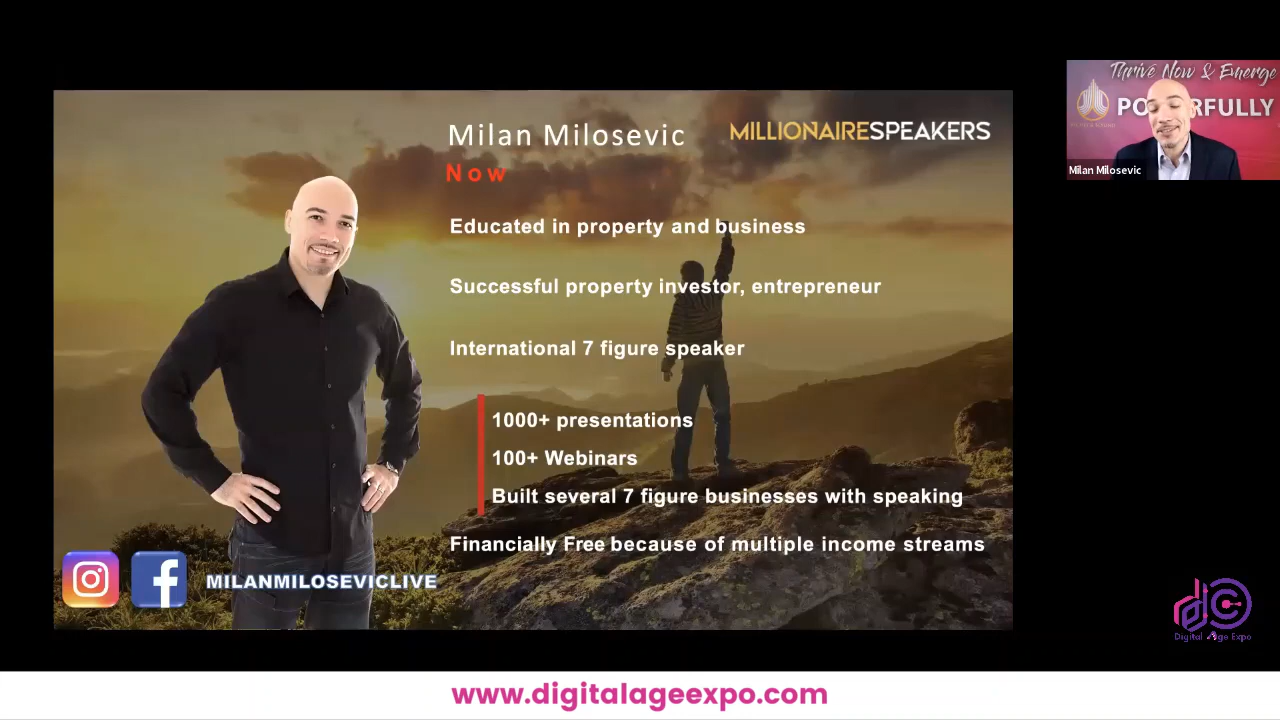 Milan Milosevic
MILLIONAIRESPEAKERS
Now
Educated in property and business
Successful property investor, entrepreneur
International 7 figure speaker
1000+ presentations
100+ Webinars
Built several 7 figure businesses with speaking
Financially Free because of multiple income streams
MILANMILOSEVICLIVE
Thrive Now & Emerge
Milan Milosevic
Digital Age Expo
www.digitalageexpo.com